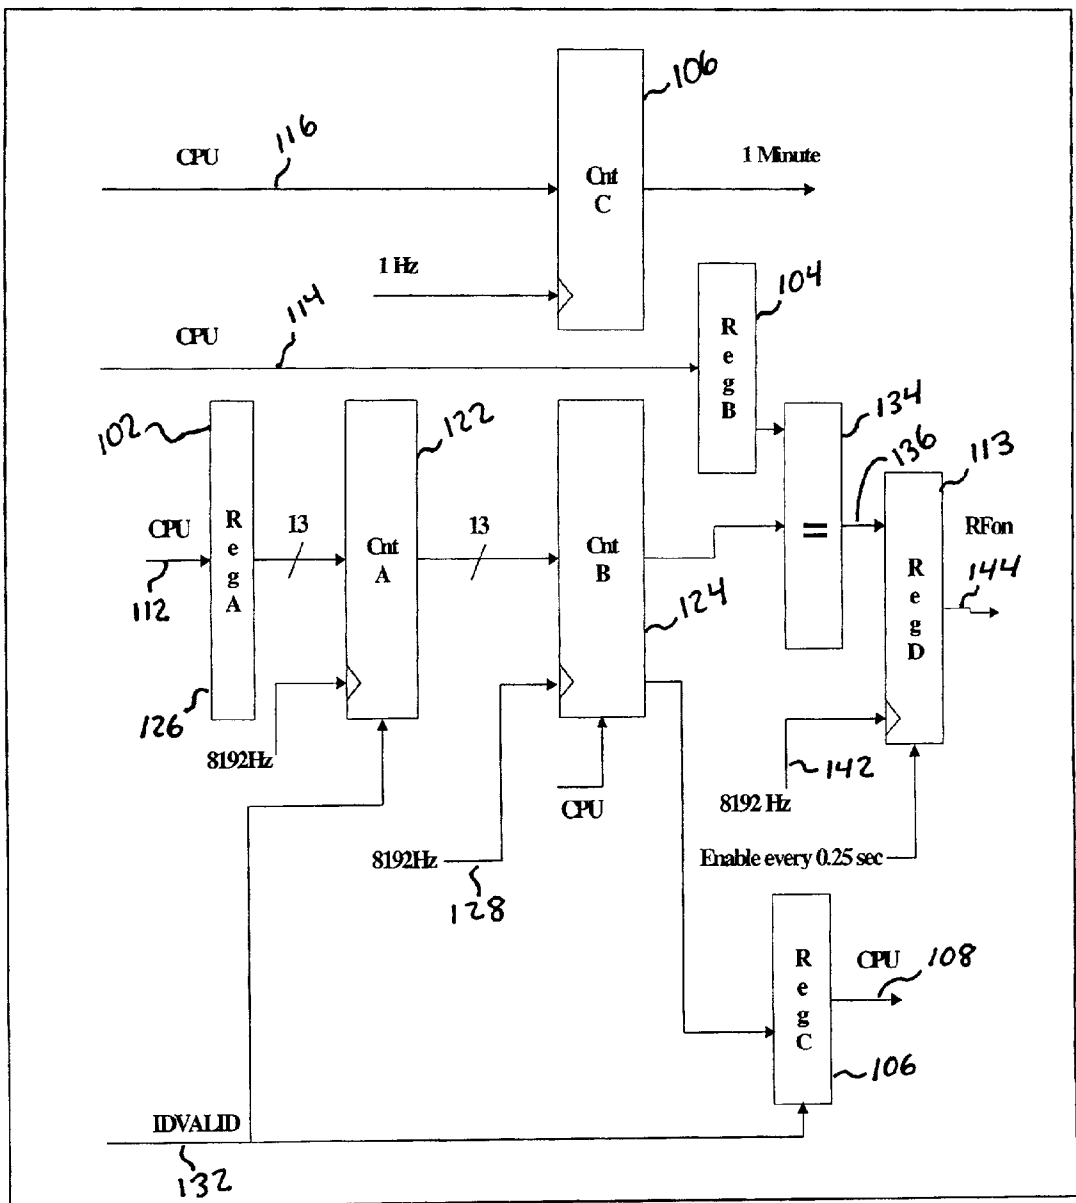 106
CPU
116
Cnt
C
1 Minute
1 Hz
104
CPU
114
R
e
g
B
102
122
134
136
113
CPU
112
R
e
g
A
13
Cnt
A
13
Cnt
B
=
RFon
144
R
e
g
D
124
126
8192Hz
CPU
8192 Hz
142
8192Hz
128
Enable every 0.25 sec
R
e
g
C
CPU
108
106
IDVALID
132